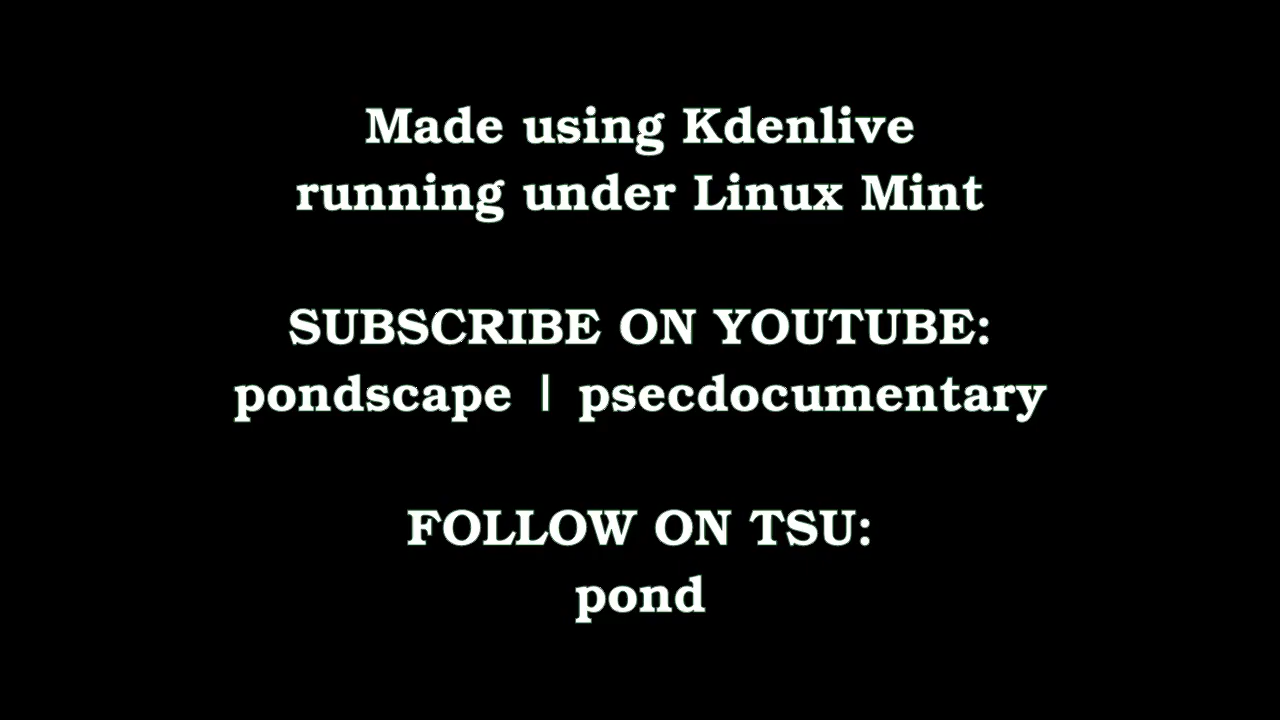 Made using Kdenlive
running under Linux Mint
SUBSCRIBE ON YOUTUBE:
pondscape | psecdocumentary
FOLLOW ON TSU:
pond